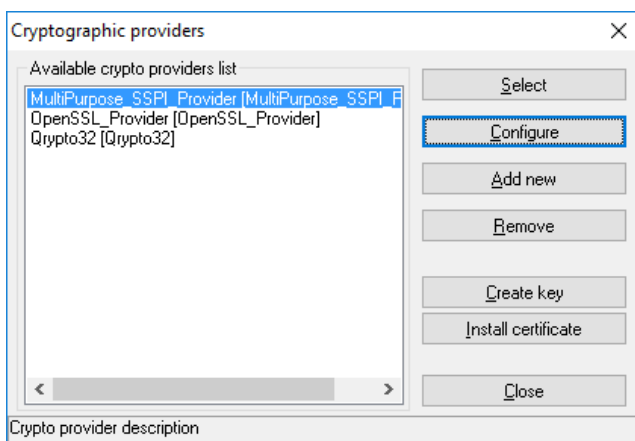 Cryptographic providers
Available crypto providers list
MultiPurpose_SSPI_Provider [MultiPurpose_SSPI_P
OpenSSL_Provider [OpenSSL_Provider]
Qrypto32 [Qrypto32]
Select
Configure
Add new
Remove
Create key
Install certificate
Close
Crypto provider description